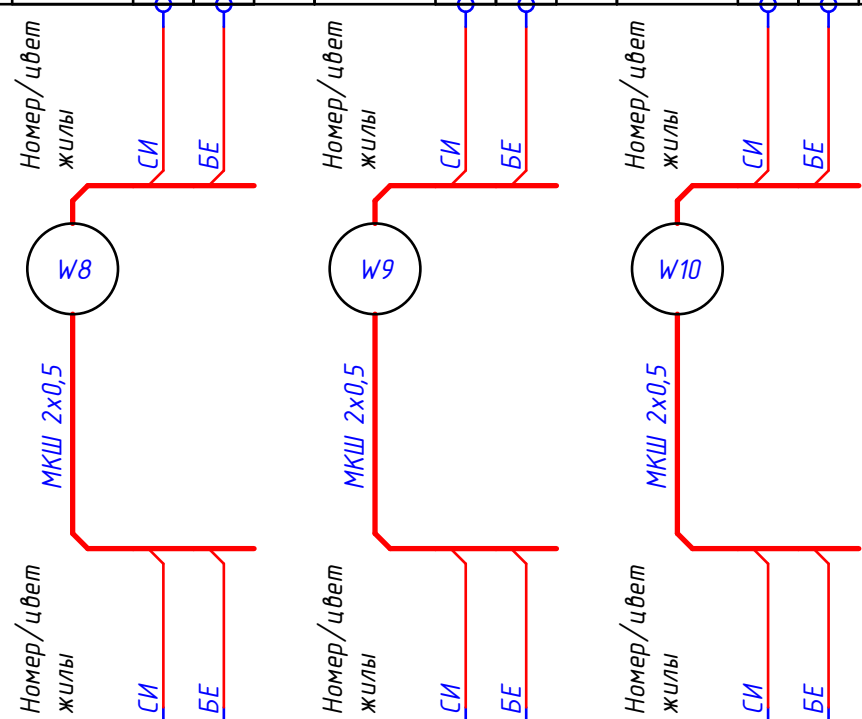 Номер/цвет
жилы
СИ
БЕ
Номер/цвет
жилы
СИ
БЕ
Номер/цвет
жилы
СИ
БЕ
W8
W9
W10
МКШ 2х0,5
МКШ 2х0,5
МКШ 2х0,5
Номер/цвет
жилы
СИ
БЕ
Номер/цвет
жилы
СИ
БЕ
Номер/цвет
жилы
СИ
БЕ